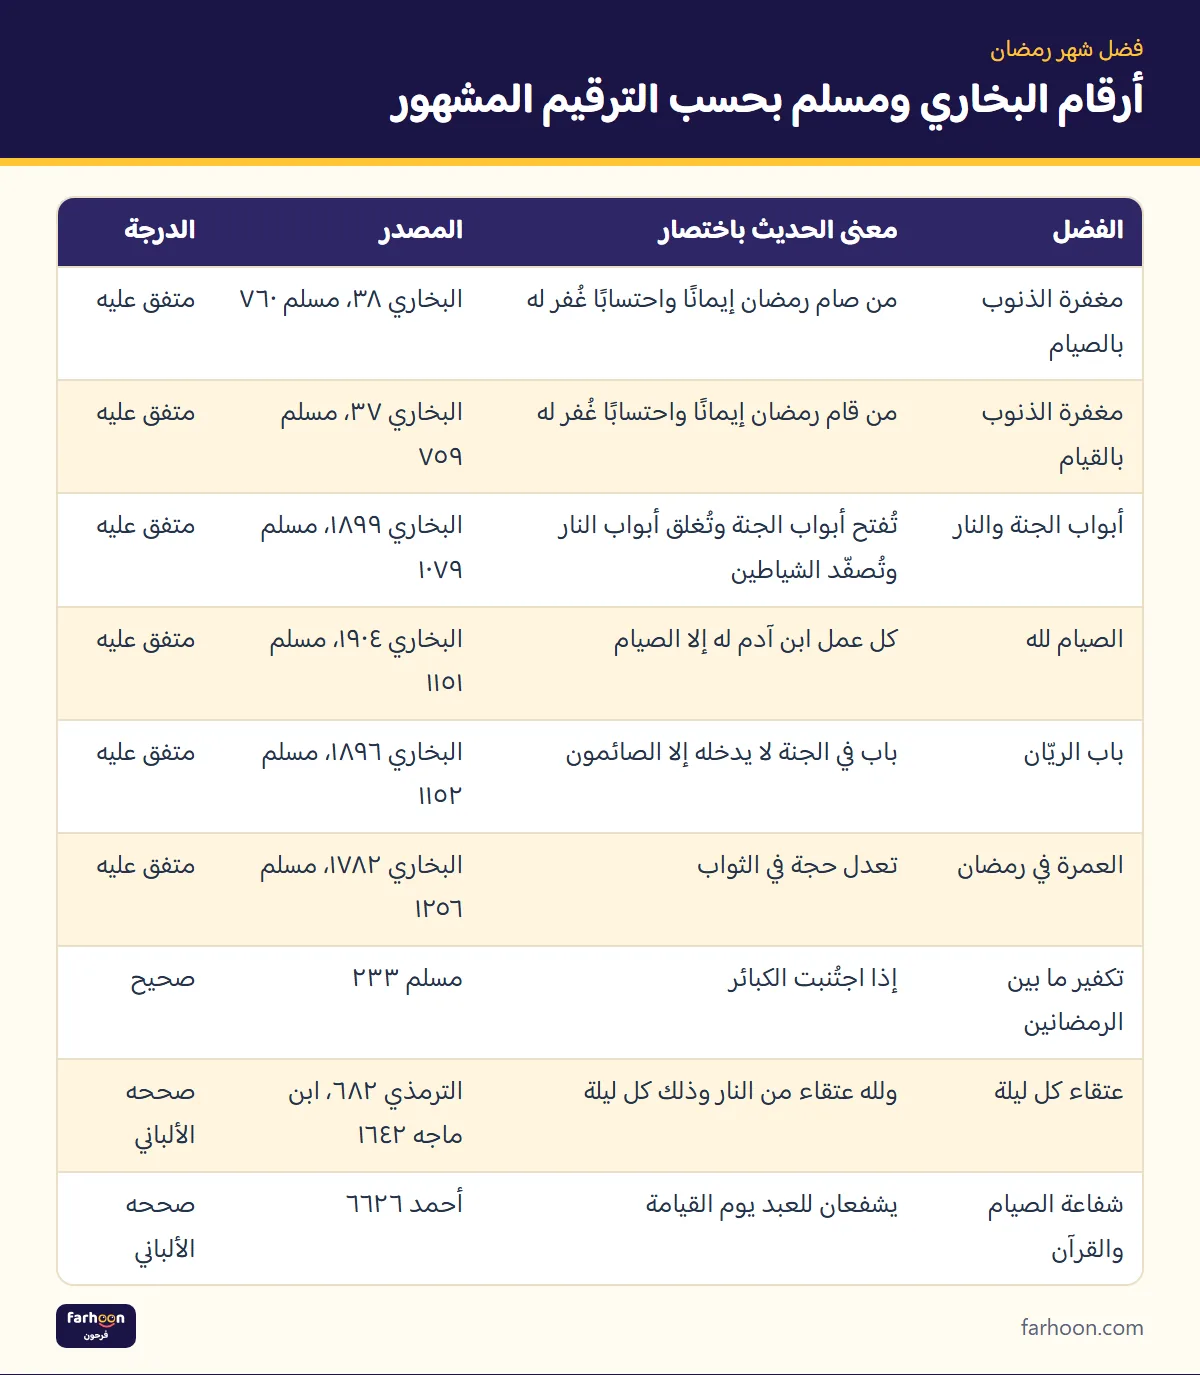 فضل شهر رمضان
أرقام البخاري ومسلم بحسب الترقيم المشهور
الفضل معنى الحديث باختصار المصدر الدرجة
مغفرة الذنوب بالصيام من صام رمضان إيمانًا واحتسابًا غُفر له البخاري ٣٨، مسلم ٧٦٠ متفق عليه
مغفرة الذنوب بالقيام من قام رمضان إيمانًا واحتسابًا غُفر له البخاري ٣٧، مسلم ٧٥٩ متفق عليه
أبواب الجنة والنار تُفتح أبواب الجنة وتُغلق أبواب النار وتُصفّد الشياطين البخاري ١٨٩٩، مسلم ١٠٧٩ متفق عليه
الصيام لله كل عمل ابن آدم له إلا الصيام البخاري ١٩٠٤، مسلم ١١٥١ متفق عليه
باب الريّان باب في الجنة لا يدخله إلا الصائمون البخاري ١٨٩٦، مسلم ١١٥٢ متفق عليه
العمرة في رمضان تعدل حجة في الثواب البخاري ١٧٨٢، مسلم ١٢٥٦ متفق عليه
تكفير ما بين الرمضانين إذا اجتُنبت الكبائر مسلم ٢٣٣ صحيح
عتقاء كل ليلة ولله عتقاء من النار وذلك كل ليلة الترمذي ٦٨٢، ابن ماجه ١٦٤٢ صححه الألباني
شفاعة الصيام والقرآن يشفعان للعبد يوم القيامة أحمد ٦٦٢٦ صححه الألباني
farhoon.com
farhoon
فرحون